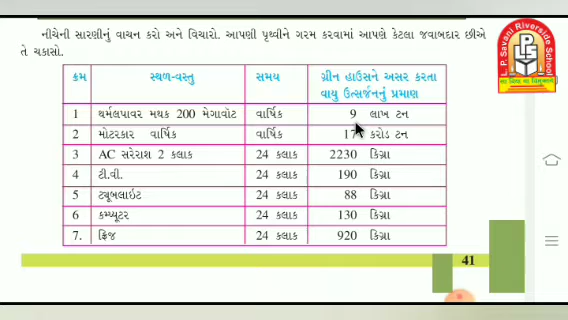 નીચેની સારણીનું વાચન કરો અને વિચારો. આપણી પૃથ્વીને ગરમ કરવામાં આપણે કેટલા જવાબદાર છીએ
તે ચકાસો.
ક્રમ સ્થળ-વસ્તુ સમય ગ્રીન હાઉસને અસર કરતા
વાયુ ઉત્સર્જનનું પ્રમાણ
1 થર્મલપાવર મથક 200 મેગાવૉટ વાર્ષિક 9 લાખ ટન
2 મોટરકાર વાર્ષિક વાર્ષિક 17 કરોડ ટન
3 AC સરેરાશ 2 કલાક 24 કલાક 2230 કિગ્રા
4 ટી.વી. 24 કલાક 190 કિગ્રા
5 ટ્યૂબલાઇટ 24 કલાક 88 કિગ્રા
6 કમ્પ્યૂટર 24 કલાક 130 કિગ્રા
7. ફ્રિજ 24 કલાક 920 કિગ્રા
41
L P Savani Riverside School
LPS